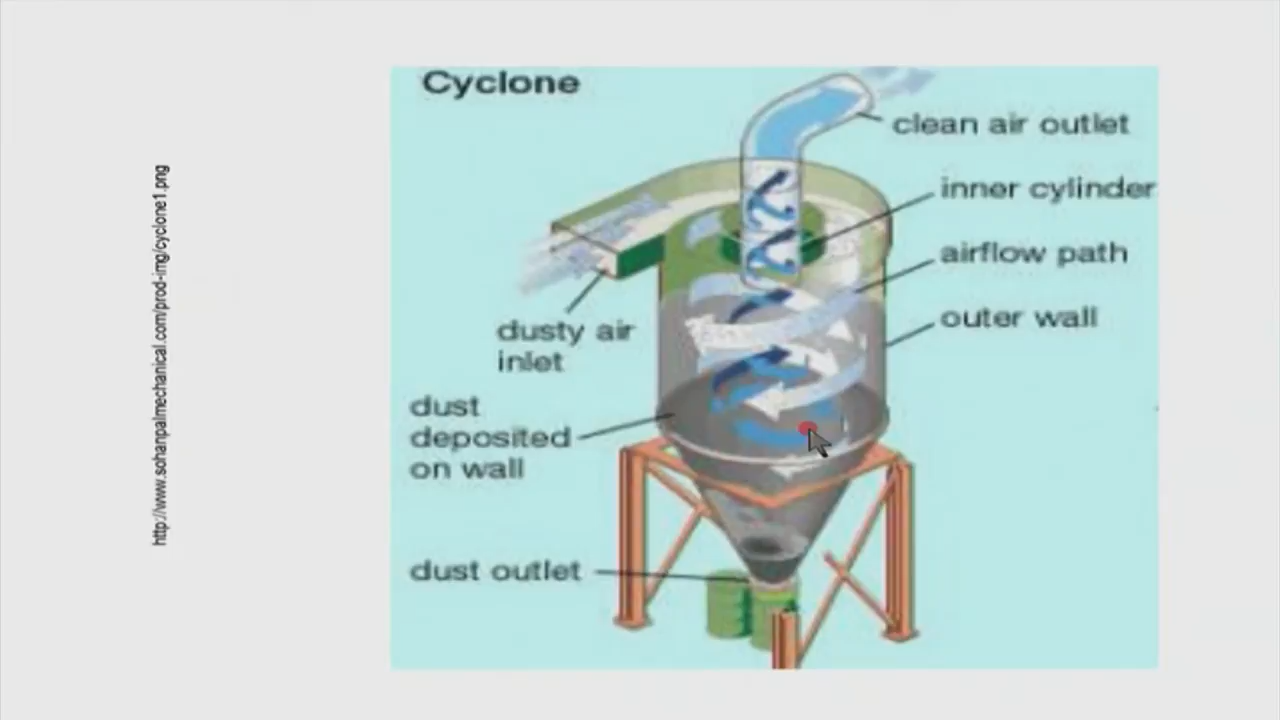 Cyclone
clean air outlet
inner cylinder
airflow path
outer wall
dusty air
inlet
dust
deposited
on wall
dust outlet
http://www.sohanpalmechanical.com/prod-img/cyclone1.png